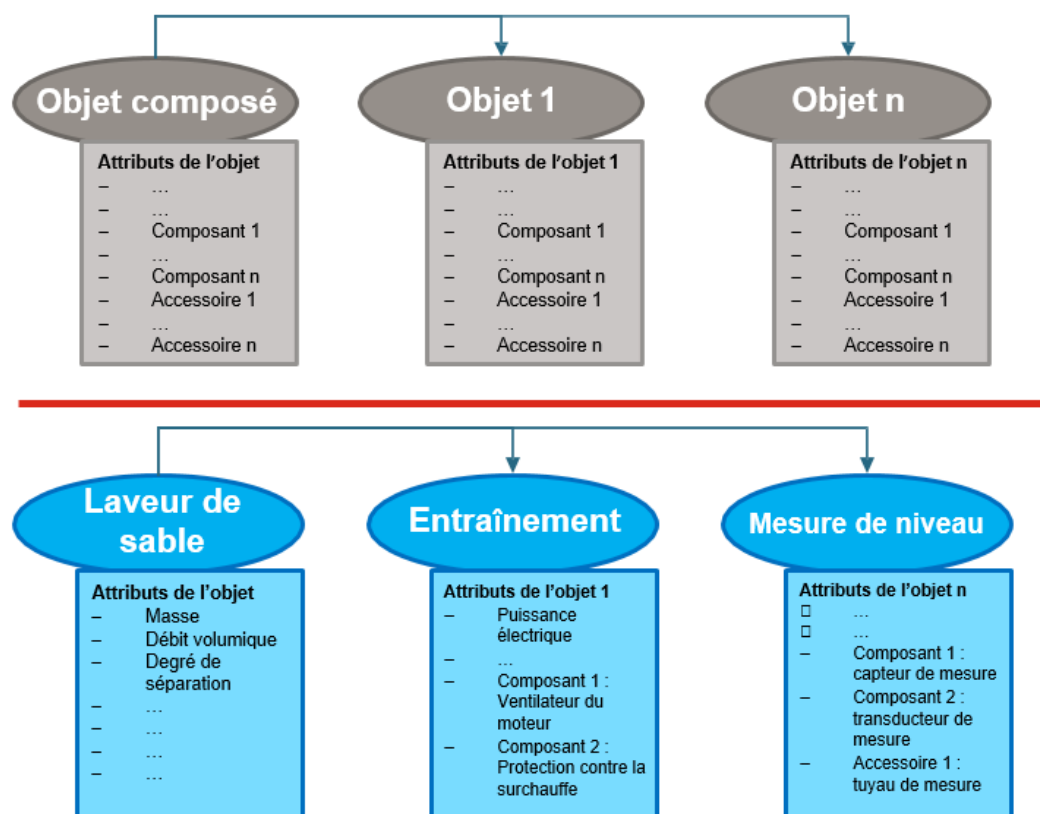 Objet composé
Attributs de l'objet
– …
– …
– Composant 1
– …
– Composant n
– Accessoire 1
– …
– Accessoire n
Objet 1
Attributs de l'objet 1
– …
– …
– Composant 1
– …
– Composant n
– Accessoire 1
– …
– Accessoire n
Objet n
Attributs de l'objet n
– …
– …
– Composant 1
– …
– Composant n
– Accessoire 1
– …
– Accessoire n
Laveur de
sable
Attributs de l'objet
– Masse
– Débit volumique
– Degré de
séparation
– …
– …
– …
– …
Entraînement
Attributs de l'objet 1
– Puissance
électrique
– …
– Composant 1 :
Ventilateur du
moteur
– Composant 2 :
Protection contre la
surchauffe
Mesure de niveau
Attributs de l'objet n
□ …
□ …
– Composant 1 :
capteur de mesure
– Composant 2 :
transducteur de
mesure
– Accessoire 1 :
tuyau de mesure